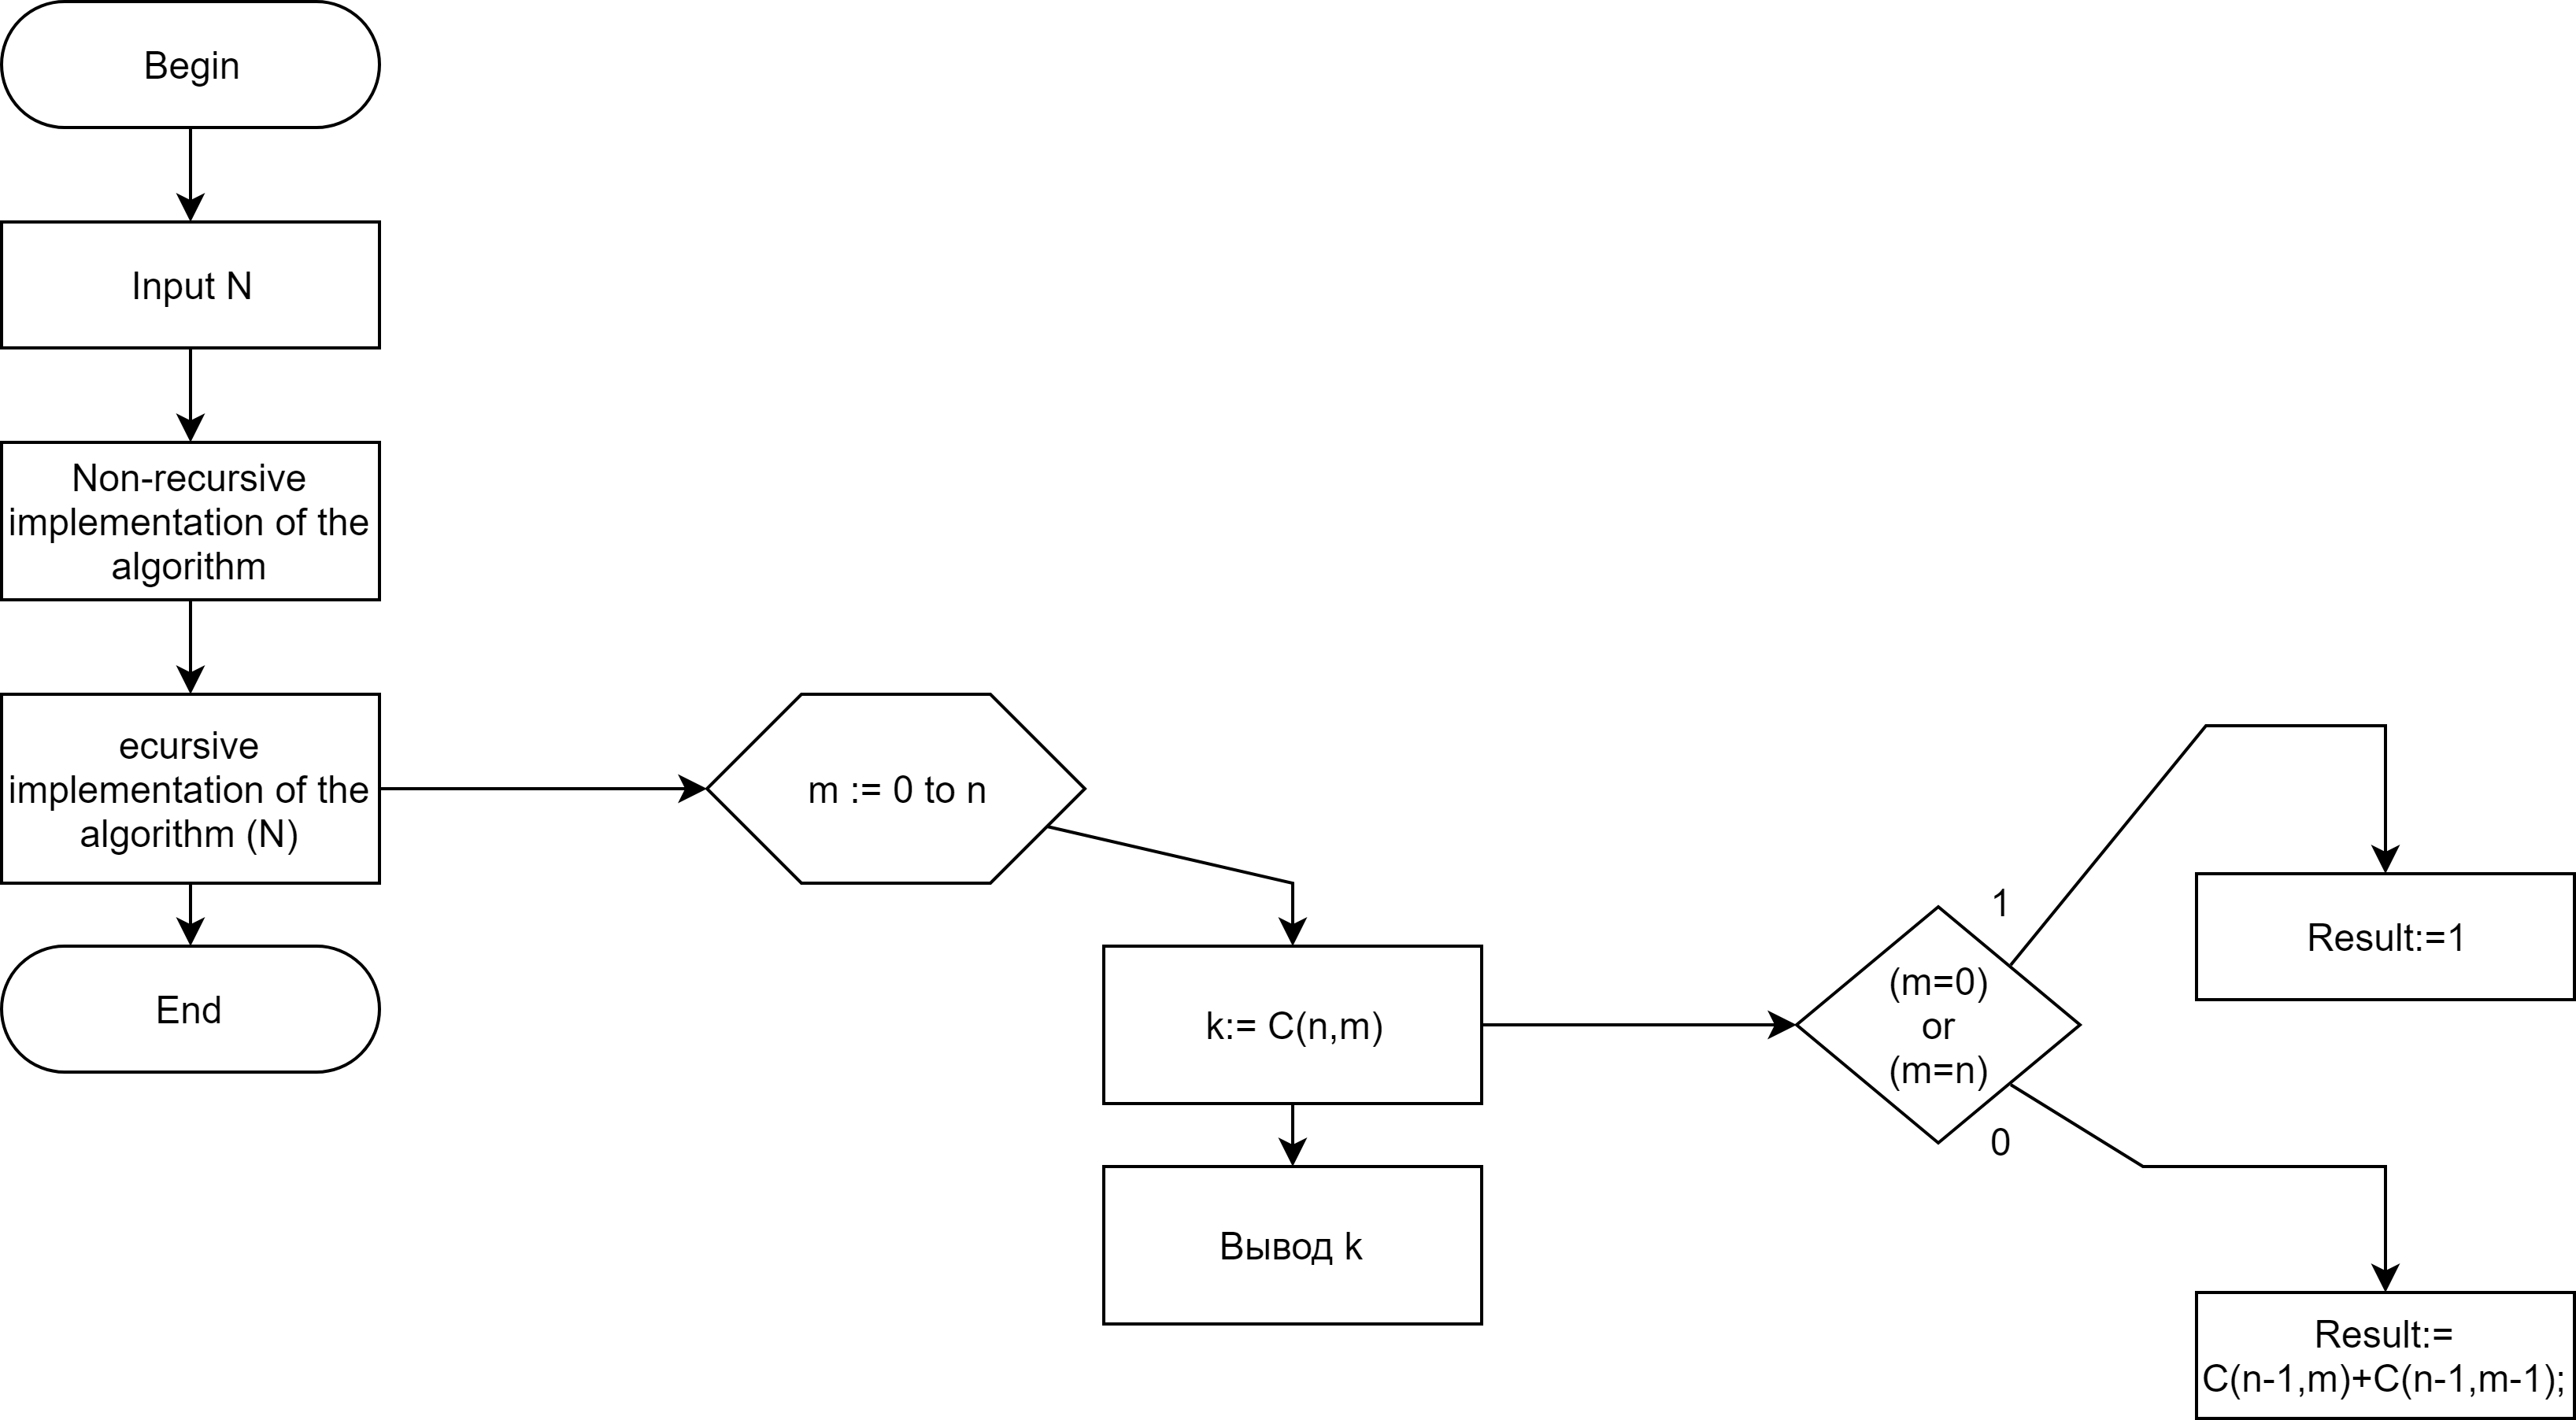 Begin
Input N
Non-recursive
implementation of the
algorithm
ecursive
implementation of the
algorithm (N)
End
m := 0 to n
k:= C(n,m)
Вывод k
(m=0)
or
(m=n)
1
0
Result:=1
Result:=
C(n-1,m)+C(n-1,m-1);